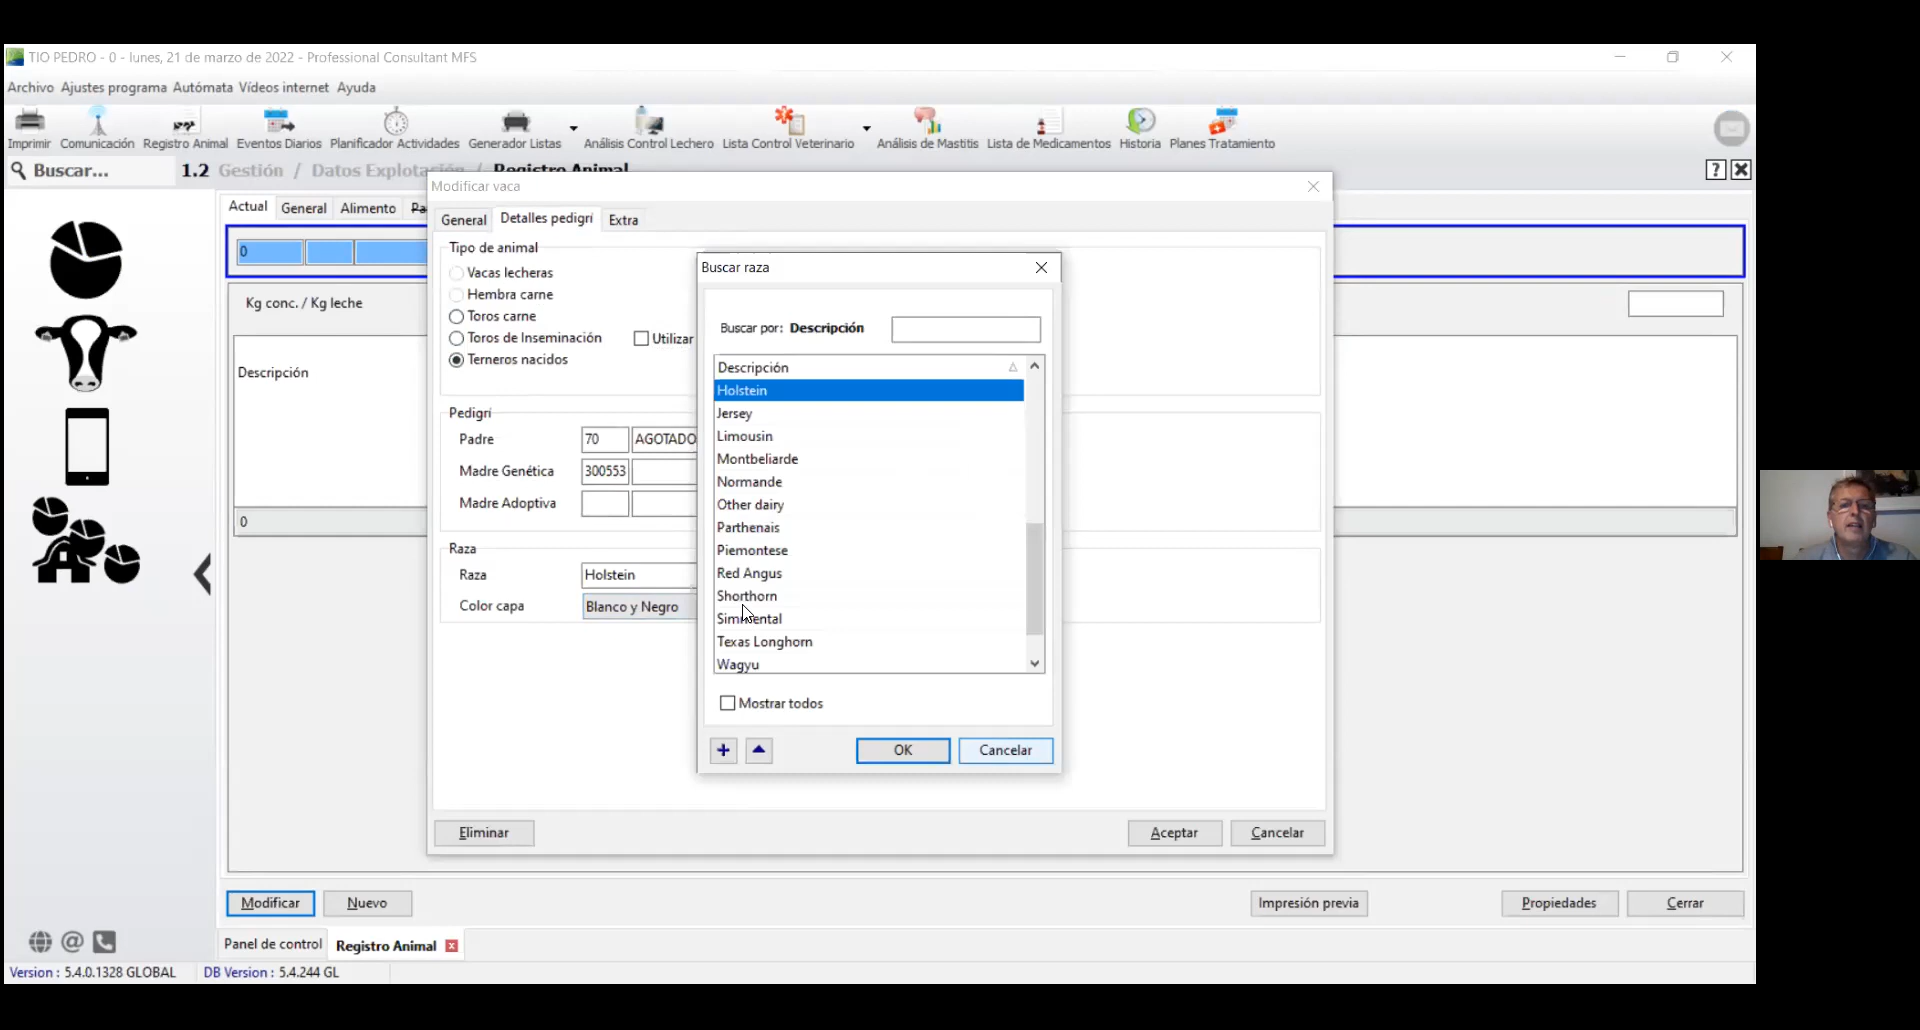 TIO PEDRO - 0 - lunes, 21 de marzo de 2022 - Professional Consultant MFS
Archivo Ajustes programa Autómata Vídeos internet Ayuda
Imprimir Comunicación Registro Animal Eventos Diarios Planificador Actividades Generador Listas Análisis Control Lechero Lista Control Veterinario Análisis de Mastitis Lista de Medicamentos Historia Planes Tratamiento
Buscar... 1.2 Gestión / Datos Explotación / Registro Animal ?
Modificar vaca
Actual General Alimento Pa
General Detalles pedigrí Extra
0
Kg conc. / Kg leche
Descripción
0
Tipo de animal
Vacas lecheras
Hembra carne
Toros carne
Toros de Inseminación Utilizar
Terneros nacidos
Pedigrí
Padre 70 AGOTADO
Madre Genética 300553
Madre Adoptiva
Raza
Raza Holstein
Color capa Blanco y Negro
Buscar raza
Buscar por: Descripción
Descripción
Holstein
Jersey
Limousin
Montbeliarde
Normande
Other dairy
Parthenais
Piemontese
Red Angus
Shorthorn
Simmental
Texas Longhorn
Wagyu
Mostrar todos
+ OK Cancelar
Eliminar Aceptar Cancelar
Modificar Nuevo Impresión previa Propiedades Cerrar
@ Panel de control Registro Animal x
Version : 5.4.0.1328 GLOBAL DB Version : 5.4.244 GL